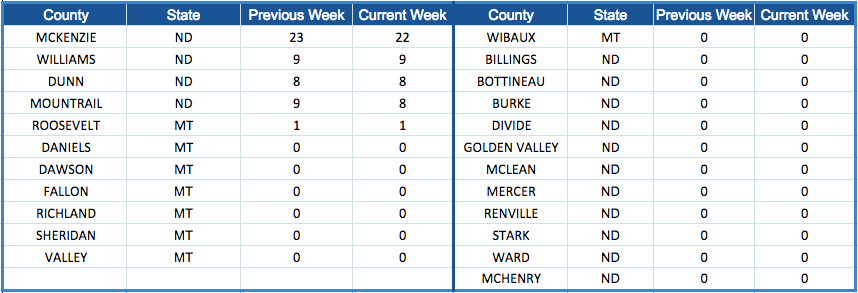 County State Previous Week Current Week County State Previous Week Current Week
MCKENZIE ND 23 22 WIBAUX MT 0 0
WILLIAMS ND 9 9 BILLINGS ND 0 0
DUNN ND 8 8 BOTTINEAU ND 0 0
MOUNTRAIL ND 9 8 BURKE ND 0 0
ROOSEVELT MT 1 1 DIVIDE ND 0 0
DANIELS MT 0 0 GOLDEN VALLEY ND 0 0
DAWSON MT 0 0 MCLEAN ND 0 0
FALLON MT 0 0 MERCER ND 0 0
RICHLAND MT 0 0 RENVILLE ND 0 0
SHERIDAN MT 0 0 STARK ND 0 0
VALLEY MT 0 0 WARD ND 0 0
MCHENRY ND 0 0